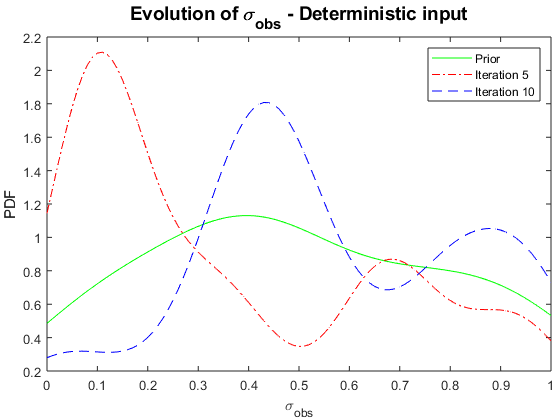 Evolution of σobs - Deterministic input
Prior
Iteration 5
Iteration 10
PDF
2.2
2
1.8
1.6
1.4
1.2
1
0.8
0.6
0.4
0.2
0 0.1 0.2 0.3 0.4 0.5 0.6 0.7 0.8 0.9 1
σobs